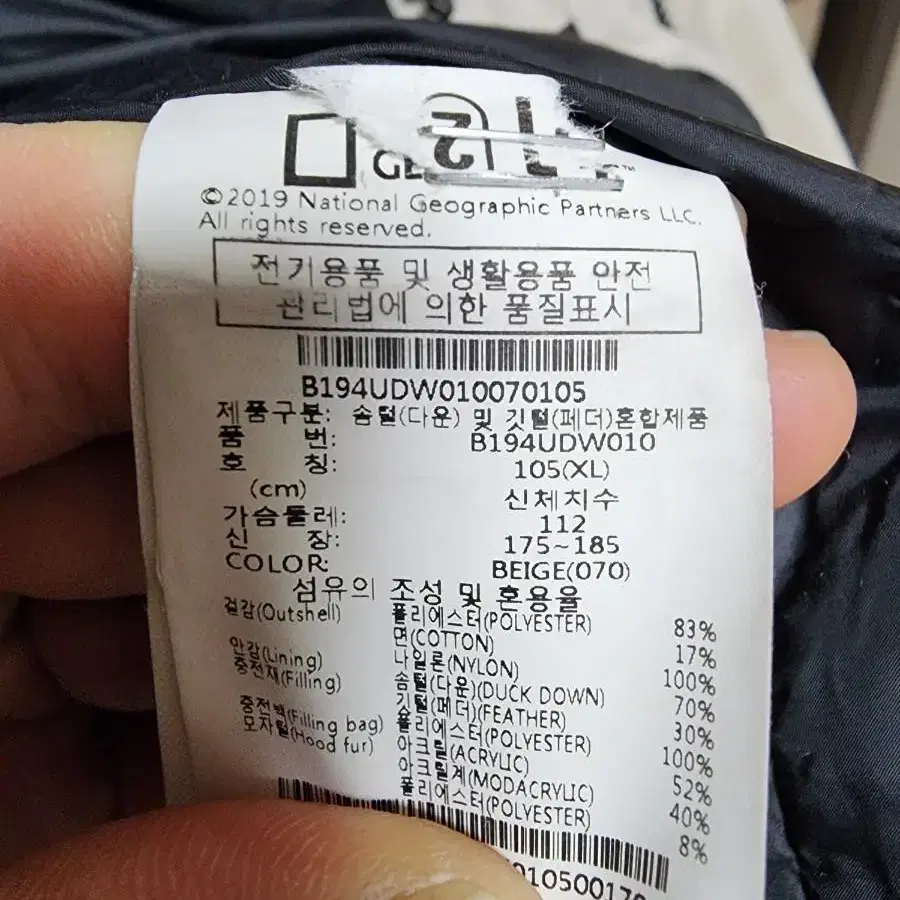 ©2019 National Geographic Partners LLC.
All rights reserved.
전기용품 및 생활용품 안전
관리법에 의한 품질표시
B194UDW010070105
제품구분: 솜털(다운) 및 깃털(페더)혼합제품
품 번: B194UDW010
호 칭: 105(XL)
(cm) 신체치수
가슴둘레: 112
신 장: 175~185
COLOR: BEIGE(070)
섬유의 조성 및 혼용율
겉감(Outshell) 폴리에스터(POLYESTER) 83%
면(COTTON) 17%
안감(Lining) 나일론(NYLON) 100%
충전재(Filling) 솜털(다운)(DUCK DOWN) 70%
깃털(페더)(FEATHER) 30%
충전백(Filling bag) 폴리에스터(POLYESTER) 100%
모자털(Hood fur) 아크릴(ACRYLIC) 52%
아크릴계(MODACRYLIC) 40%
폴리에스터(POLYESTER) 8%